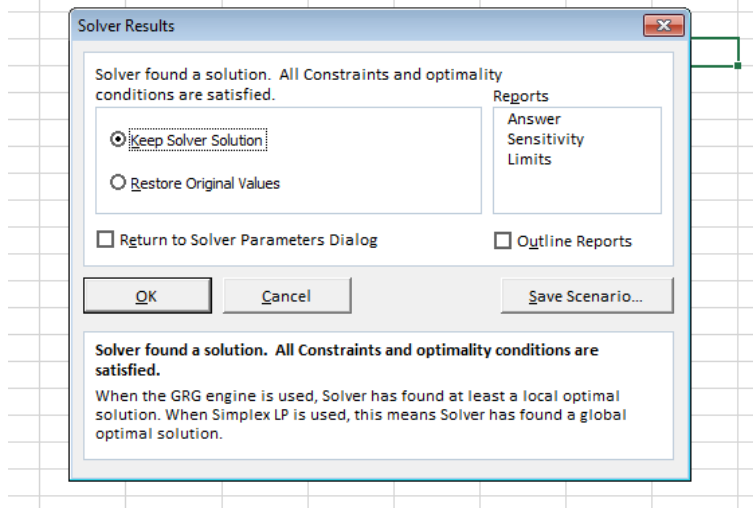 Solver Results
Solver found a solution.  All Constraints and optimality
conditions are satisfied.
Reports
Keep Solver Solution
Restore Original Values
Answer
Sensitivity
Limits
Return to Solver Parameters Dialog
Outline Reports
OK
Cancel
Save Scenario...
Solver found a solution.  All Constraints and optimality conditions are
satisfied.
When the GRG engine is used, Solver has found at least a local optimal
solution. When Simplex LP is used, this means Solver has found a global
optimal solution.